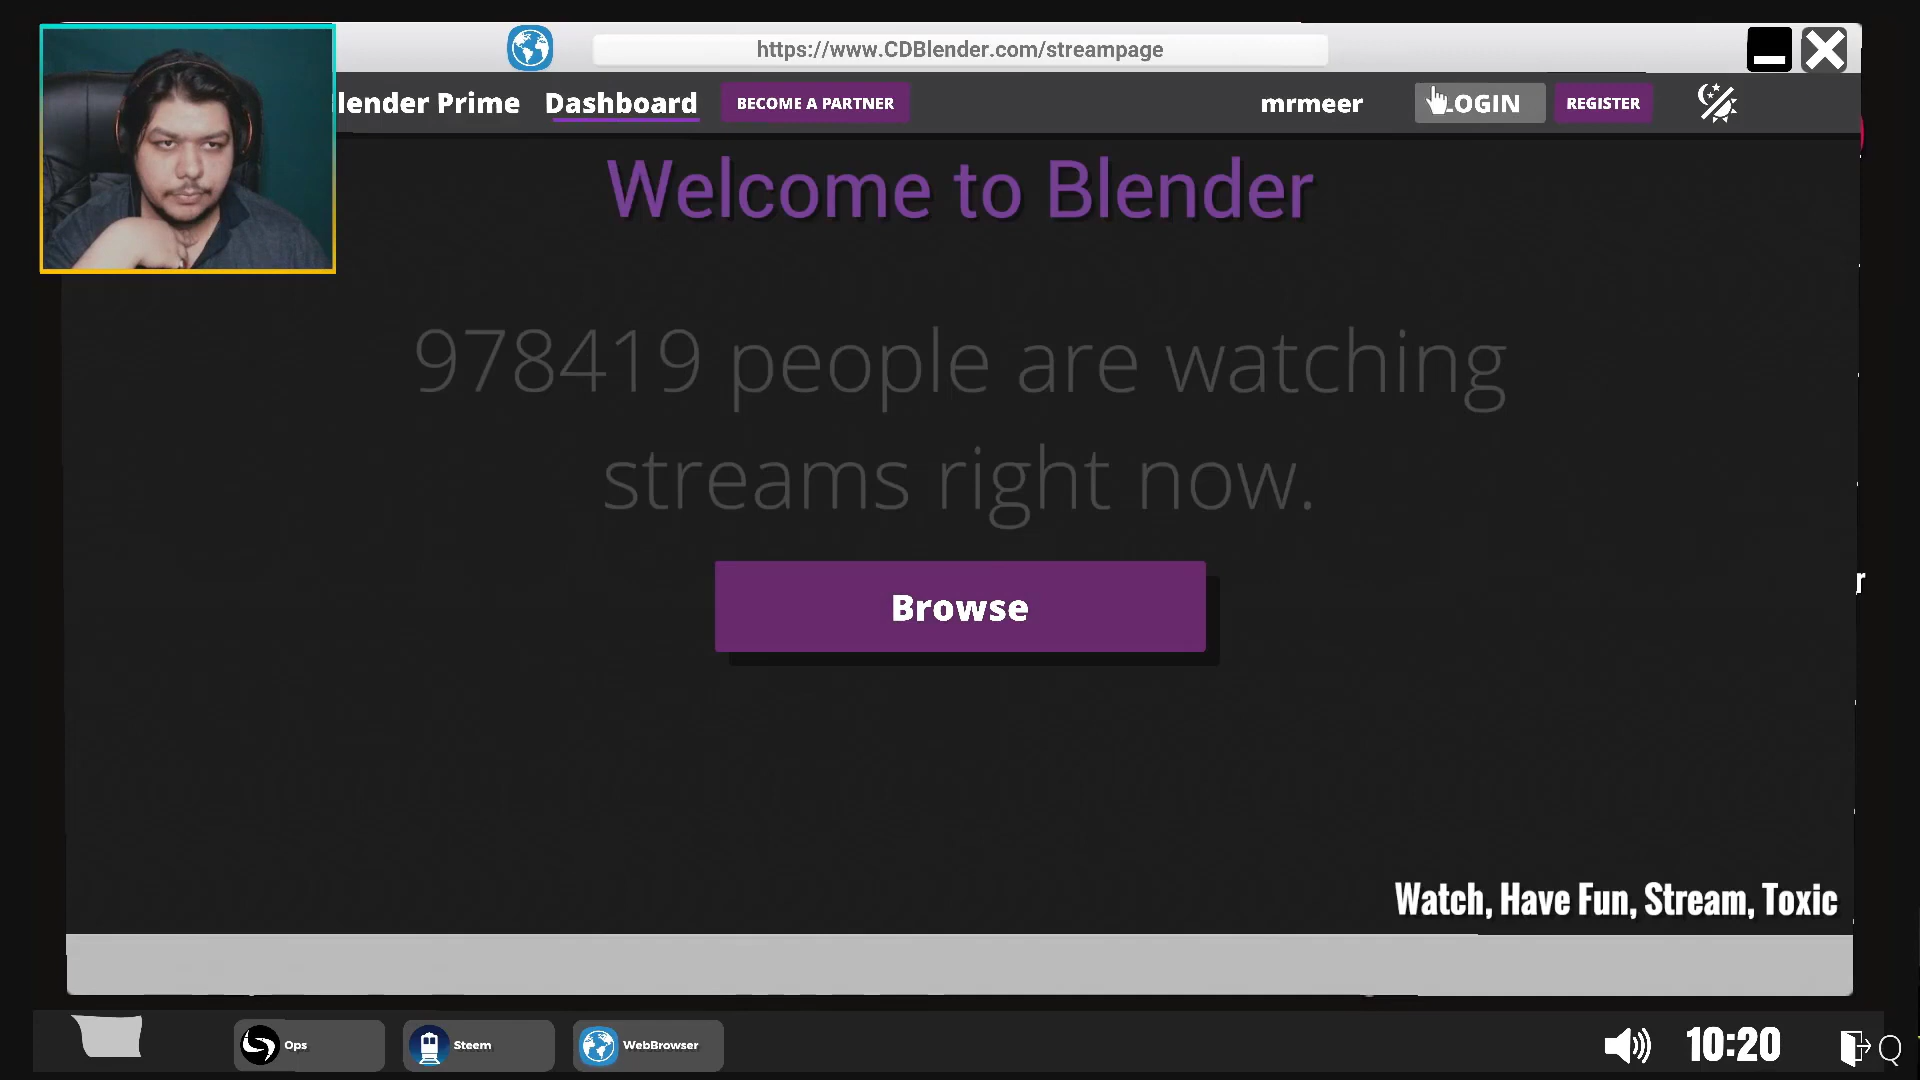 https://www.CDBlender.com/streampage
lender Prime
Dashboard
BECOME A PARTNER
mrmeer
LOGIN
REGISTER
Welcome to Blender
978419 people are watching
streams right now.
Browse
r
Watch, Have Fun, Stream, Toxic
Ops
Steem
WebBrowser
10:20
Q